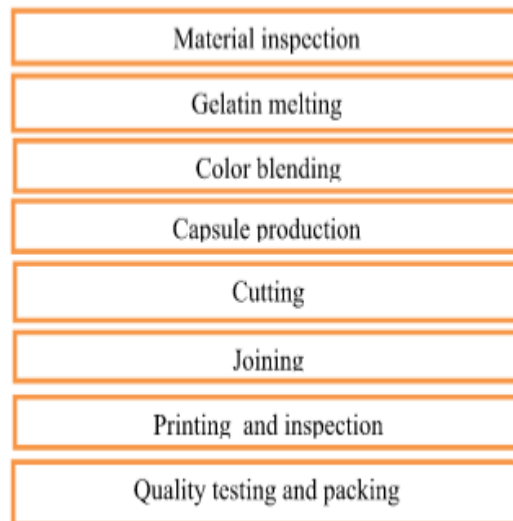 Material inspection
Gelatin melting
Color blending
Capsule production
Cutting
Joining
Printing and inspection
Quality testing and packing